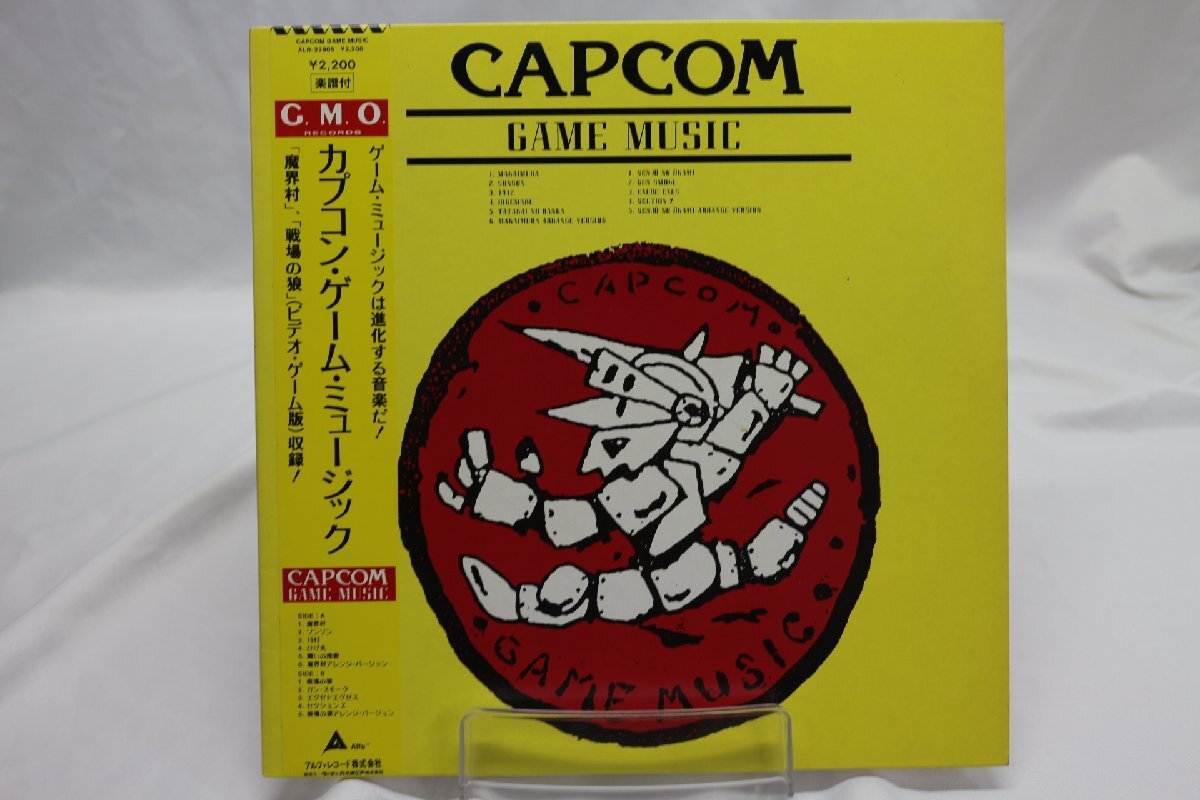 CAPCOM GAME MUSIC
ALR-22905 ¥2,200
¥2,200
楽譜付
G. M. O.
RECORDS
ゲーム・ミュージックは進化する音楽だ!
カプコン・ゲーム・ミュージック
「魔界村」、「戦場の狼」(ビデオ・ゲーム版)収録!
CAPCOM
GAME MUSIC
SIDE: A
1. 魔界村
2. ソンソン
3. 1942
4. ひげ丸
5. 闘いの挽歌
6. 魔界村アレンジ・バージョン
SIDE: B
1. 戦場の狼
2. ガン・スモーク
3. エグゼドエグゼス
4. セクションZ
5. 戦場の狼アレンジ・バージョン
Alfa
アルファレコード株式会社
CAPCOM
GAME MUSIC
1. MAKAIMURA
2. SONSON
3. 1942
4. HIGEMARU
5. TATAKAI NO BANKA
6. MAKAIMURA ARRANGE VERSION
1. SENJŌ NO ŌKAMI
2. GUN SMOKE
3. EXEDE EXES
4. SECTION Z
5. SENJŌ NO ŌKAMI ARRANGE VERSION
• CAPCOM •
• GAME MUSIC •